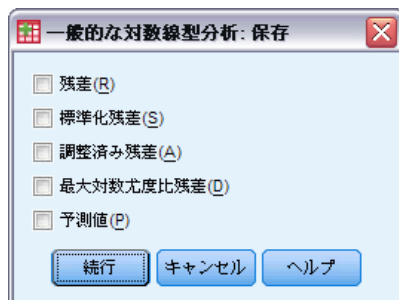 一般的な対数線型分析: 保存
残差(R)
標準化残差(S)
調整済み残差(A)
最大対数尤度比残差(D)
予測値(P)
続行 キャンセル ヘルプ